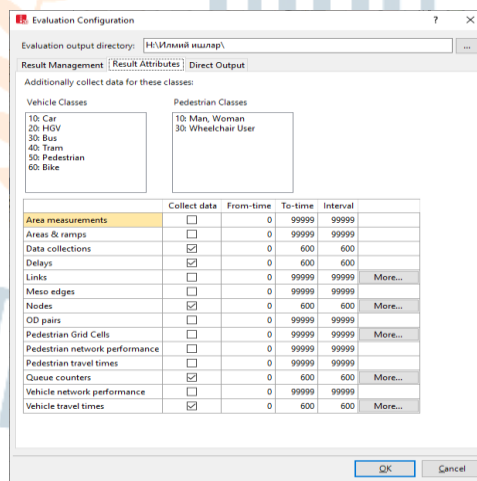 Evaluation Configuration ? ×
Evaluation output directory: H:\Илмий ишлар\ ...
Result Management Result Attributes Direct Output
Additionally collect data for these classes:
Vehicle Classes Pedestrian Classes
10: Car 10: Man, Woman
20: HGV 30: Wheelchair User
30: Bus
40: Tram
50: Pedestrian
60: Bike
Collect data From-time To-time Interval
Area measurements 0 99999 99999
Areas & ramps 0 99999 99999
Data collections 0 600 600
Delays 0 600 600
Links 0 99999 99999 More...
Meso edges 0 99999 99999
Nodes 0 600 600 More...
OD pairs 0 99999 99999
Pedestrian Grid Cells 0 99999 99999 More...
Pedestrian network performance 0 99999 99999
Pedestrian travel times 0 99999 99999
Queue counters 0 600 600 More...
Vehicle network performance 0 99999 99999
Vehicle travel times 0 600 600 More...
OK Cancel